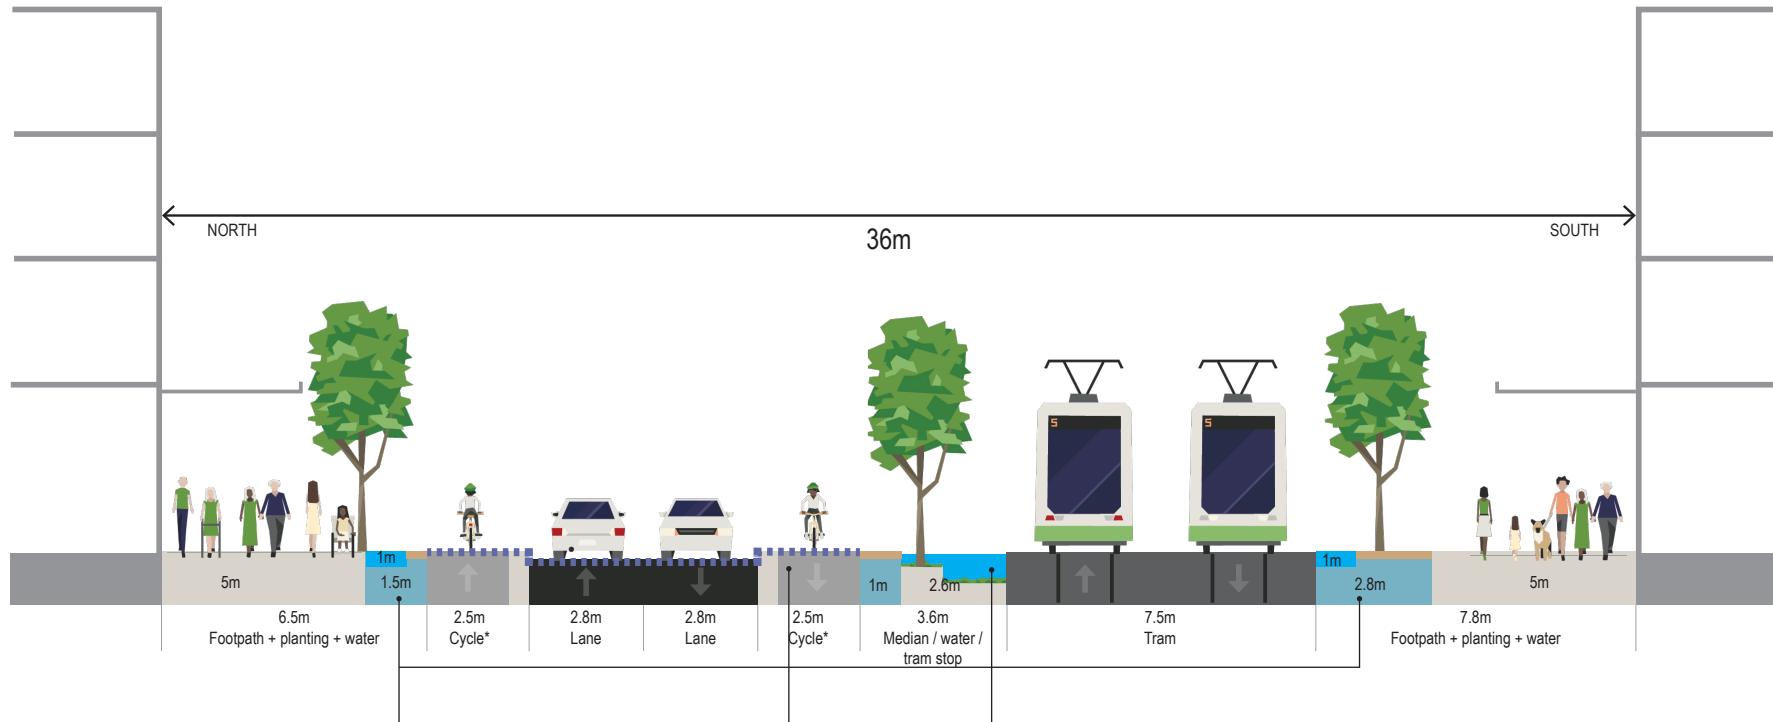 NORTH
SOUTH
36m
5
5
1m
1m
5m
1.5m
1m
2.6m
2.8m
5m
6.5m
2.5m
2.8m
2.8m
2.5m
3.6m
7.5m
7.8m
Footpath + planting + water
Cycle*
Lane
Lane
Cycle*
Median / water /
tram stop
Tram
Footpath + planting + water